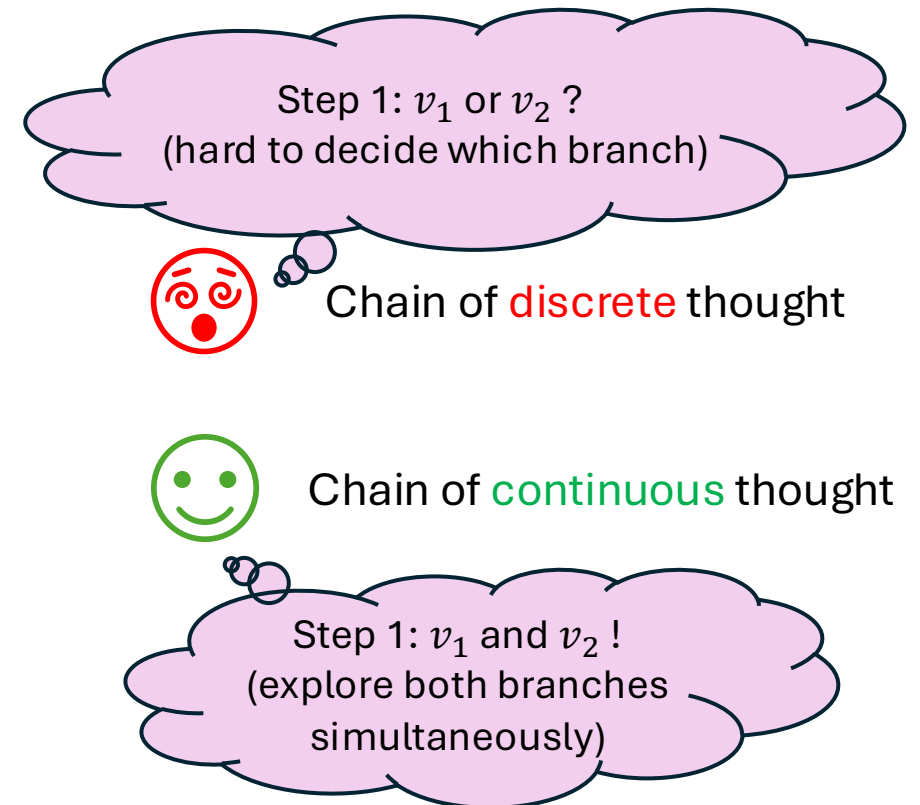 Step 1: v₁ or v₂ ?
(hard to decide which branch)
Chain of discrete thought
Chain of continuous thought
Step 1: v₁ and v₂ !
(explore both branches
simultaneously)